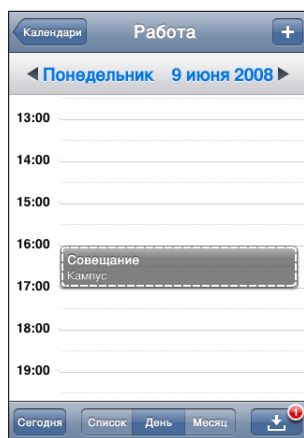 Календари Работа +
Понедельник 9 июня 2008
13:00
14:00
15:00
16:00
Совещание
Кампус
17:00
18:00
19:00
Сегодня Список День Месяц 1